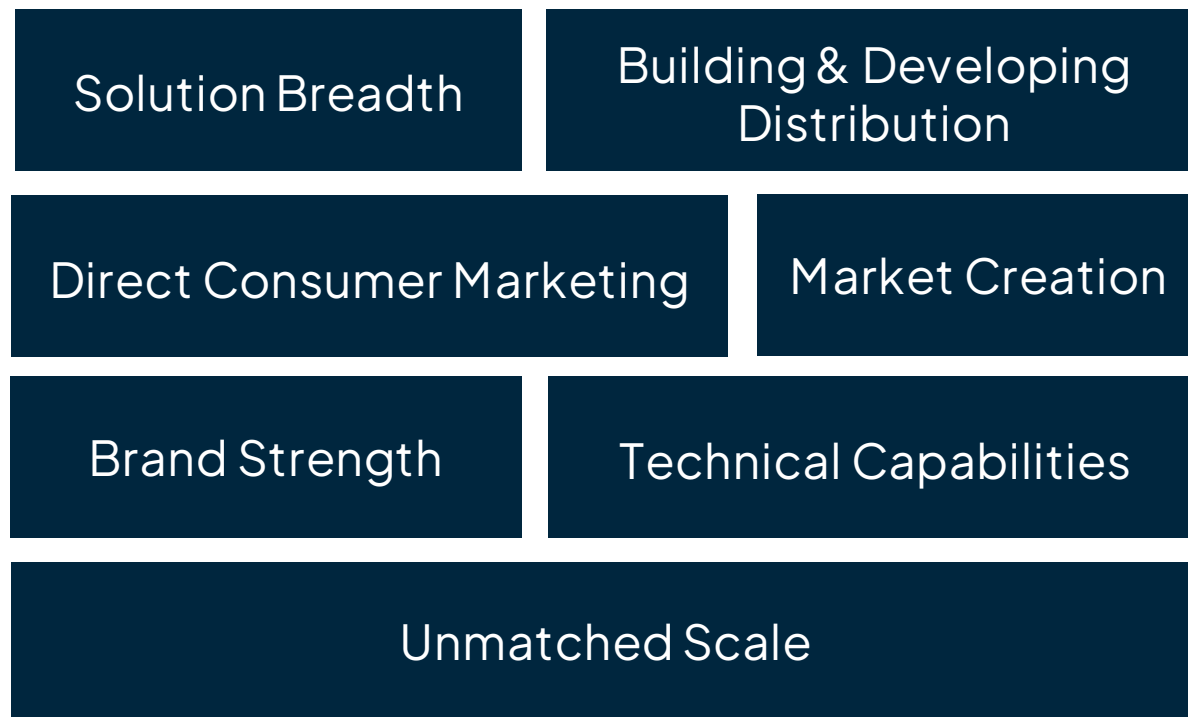 Solution Breadth
Building & Developing
Distribution
Direct Consumer Marketing
Market Creation
Brand Strength
Technical Capabilities
Unmatched Scale